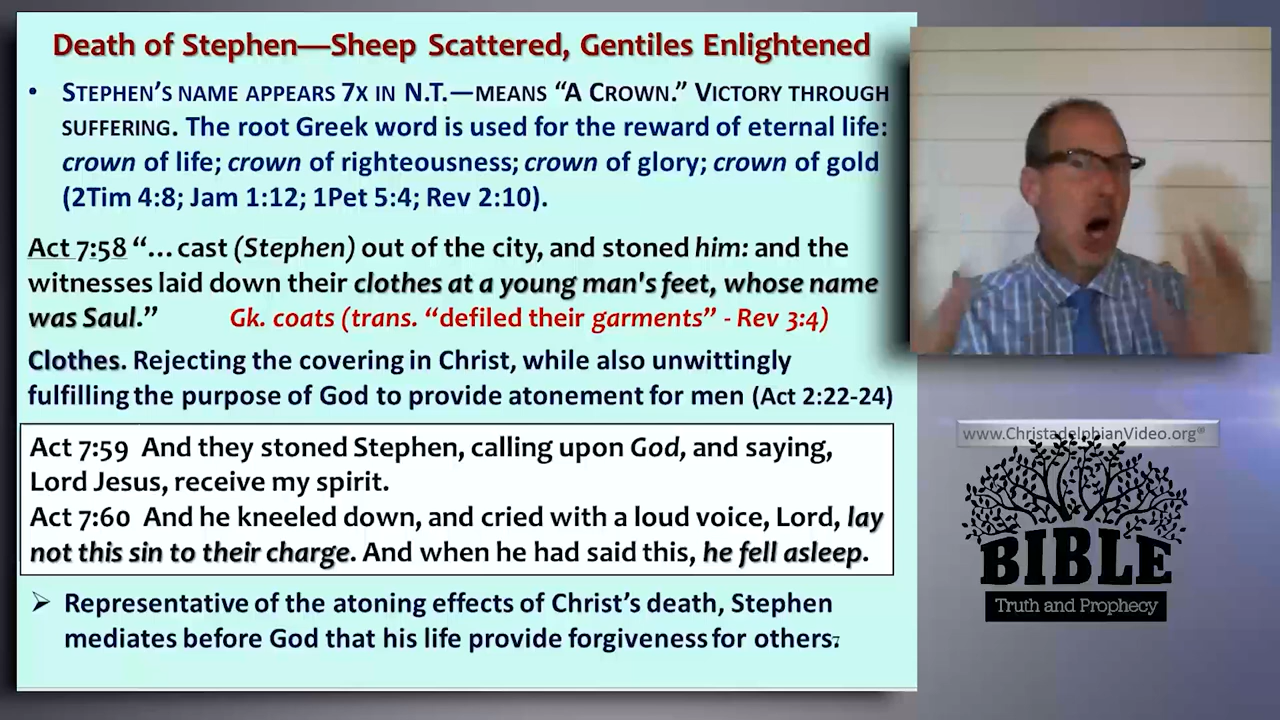 Death of Stephen—Sheep Scattered, Gentiles Enlightened
• STEPHEN'S NAME APPEARS 7X IN N.T.—MEANS “A CROWN.” VICTORY THROUGH
SUFFERING. The root Greek word is used for the reward of eternal life:
crown of life; crown of righteousness; crown of glory; crown of gold
(2Tim 4:8; Jam 1:12; 1Pet 5:4; Rev 2:10).
Act 7:58 “… cast (Stephen) out of the city, and stoned him: and the
witnesses laid down their clothes at a young man's feet, whose name
was Saul.” Gk. coats (trans. “defiled their garments” - Rev 3:4)
Clothes. Rejecting the covering in Christ, while also unwittingly
fulfilling the purpose of God to provide atonement for men (Act 2:22-24)
Act 7:59 And they stoned Stephen, calling upon God, and saying,
Lord Jesus, receive my spirit.
Act 7:60 And he kneeled down, and cried with a loud voice, Lord, lay
not this sin to their charge. And when he had said this, he fell asleep.
➢ Representative of the atoning effects of Christ's death, Stephen
mediates before God that his life provide forgiveness for others.
7
www.ChristadelphianVideo.org®
BIBLE
Truth and Prophecy